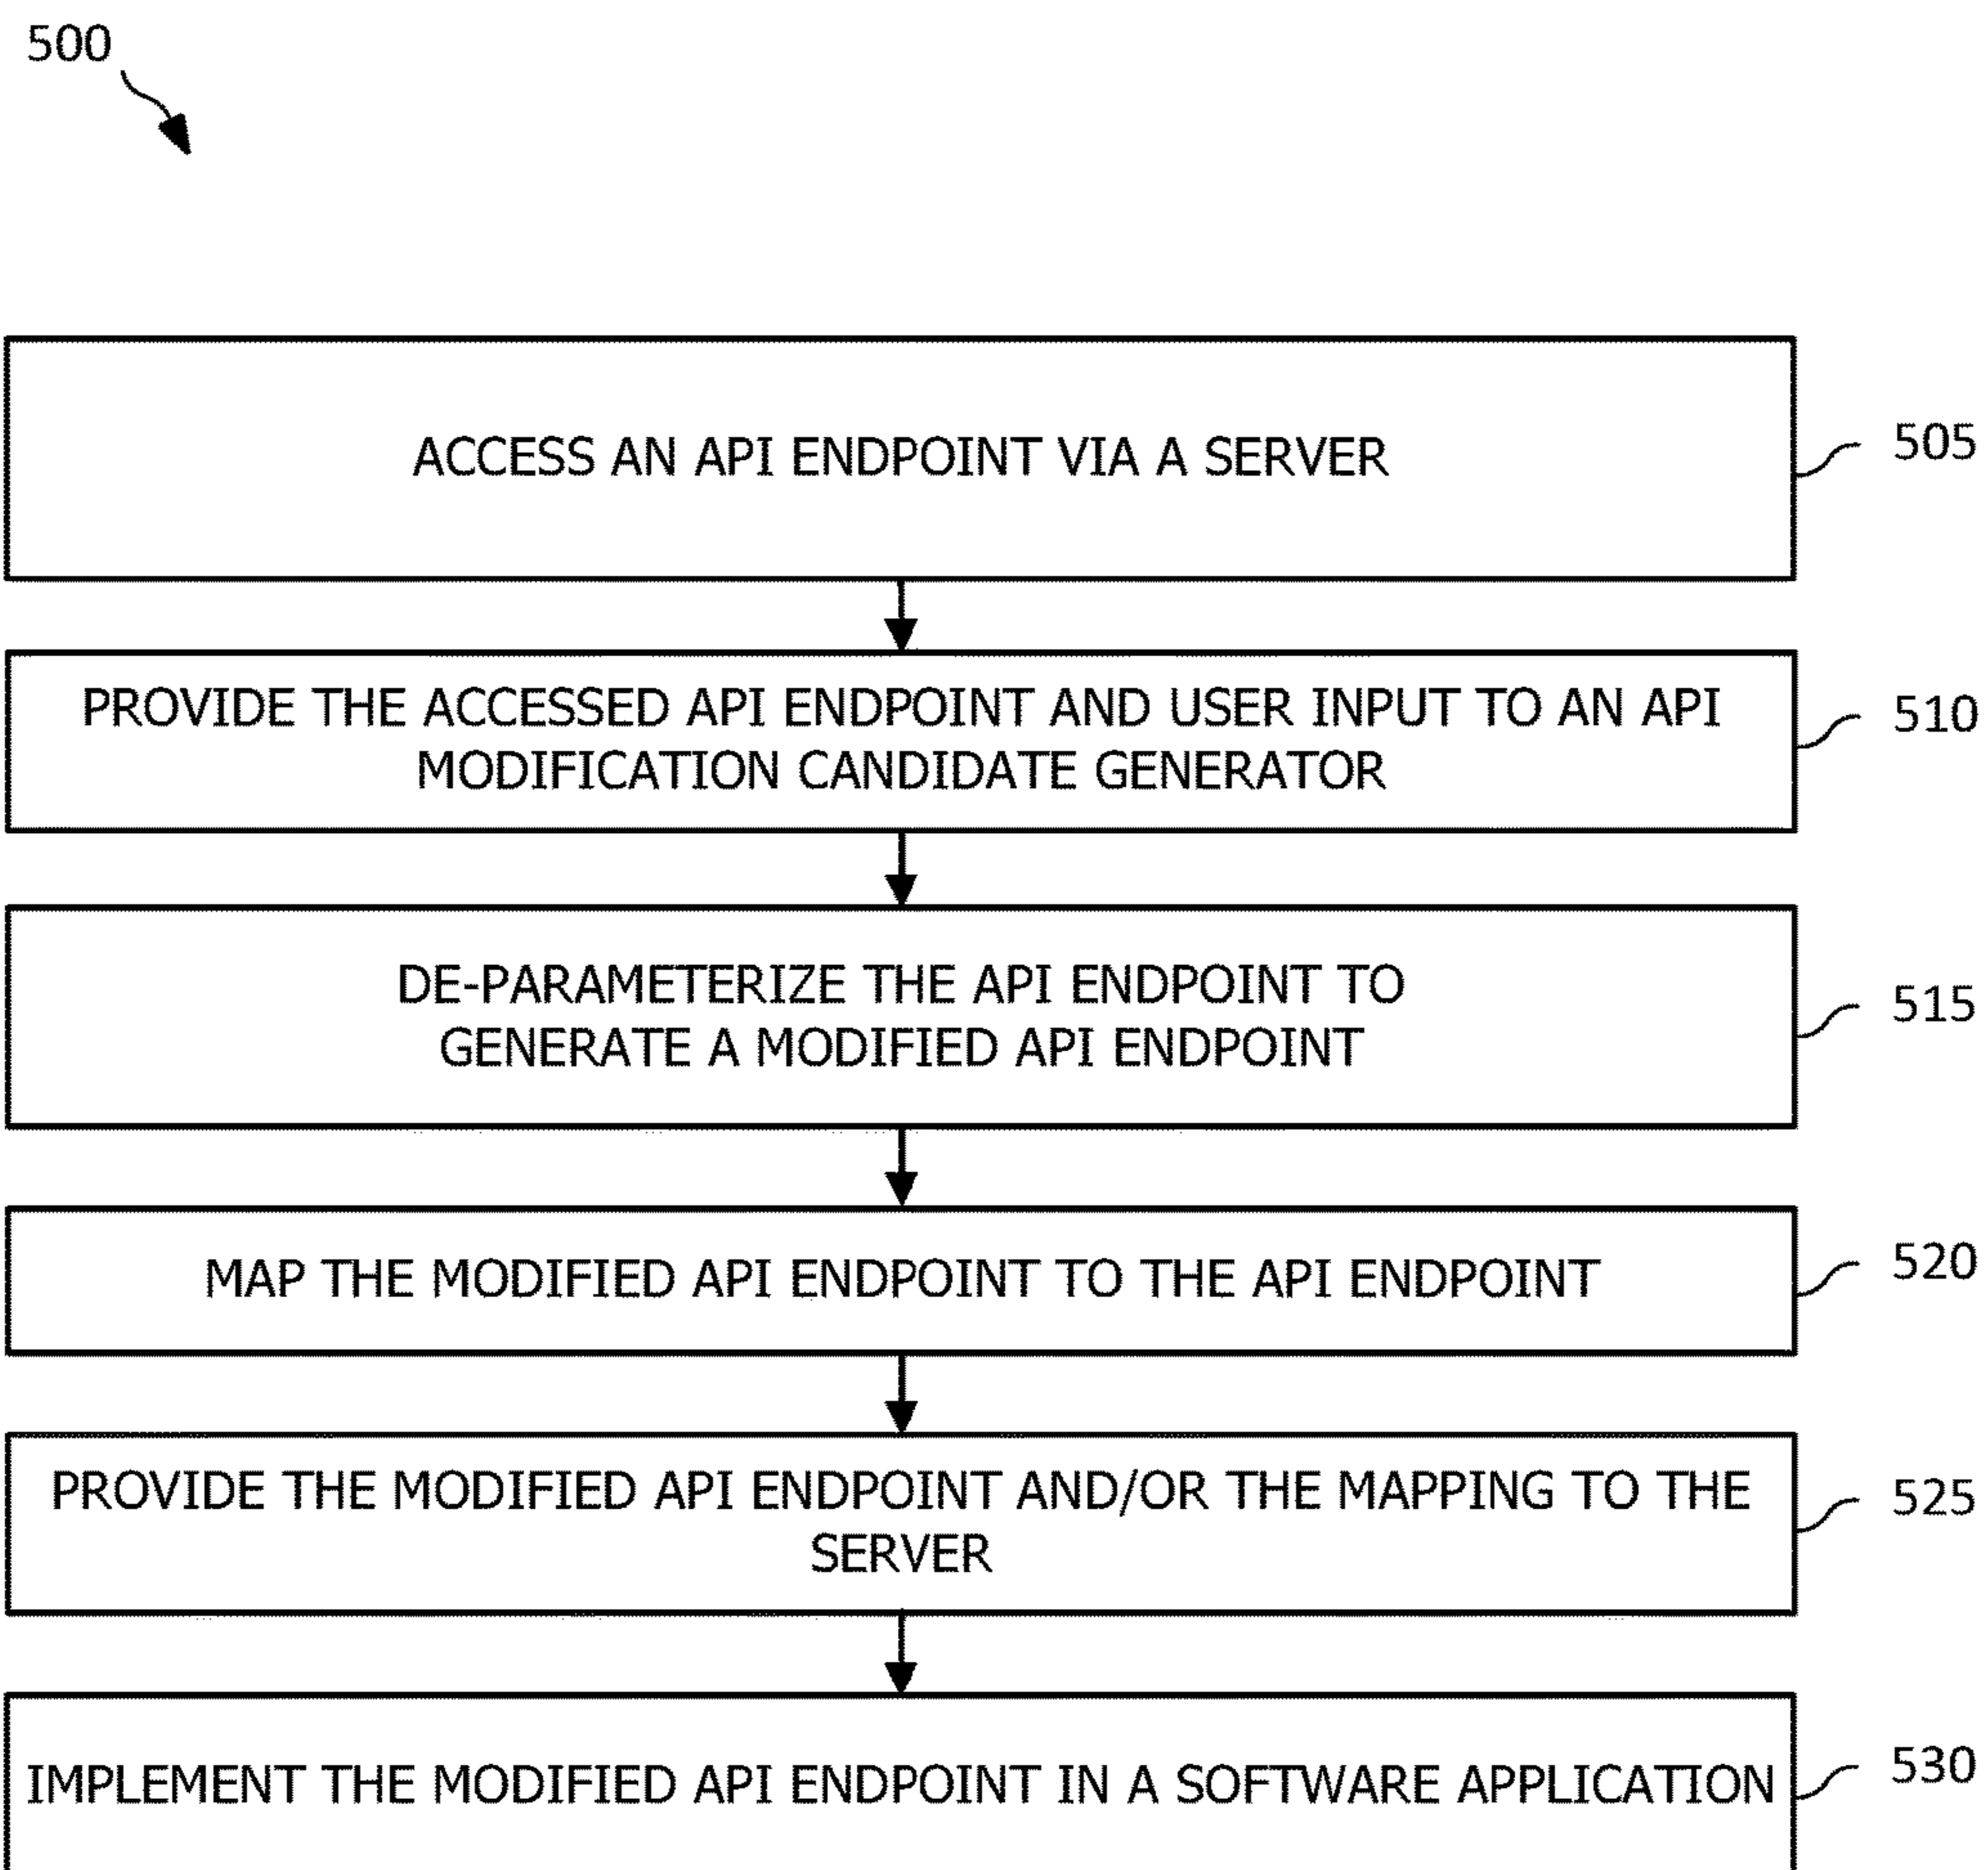 500
ACCESS AN API ENDPOINT VIA A SERVER
505
PROVIDE THE ACCESSED API ENDPOINT AND USER INPUT TO AN API
MODIFICATION CANDIDATE GENERATOR
510
DE-PARAMETERIZE THE API ENDPOINT TO
GENERATE A MODIFIED API ENDPOINT
515
MAP THE MODIFIED API ENDPOINT TO THE API ENDPOINT
520
PROVIDE THE MODIFIED API ENDPOINT AND/OR THE MAPPING TO THE
SERVER
525
IMPLEMENT THE MODIFIED API ENDPOINT IN A SOFTWARE APPLICATION
530